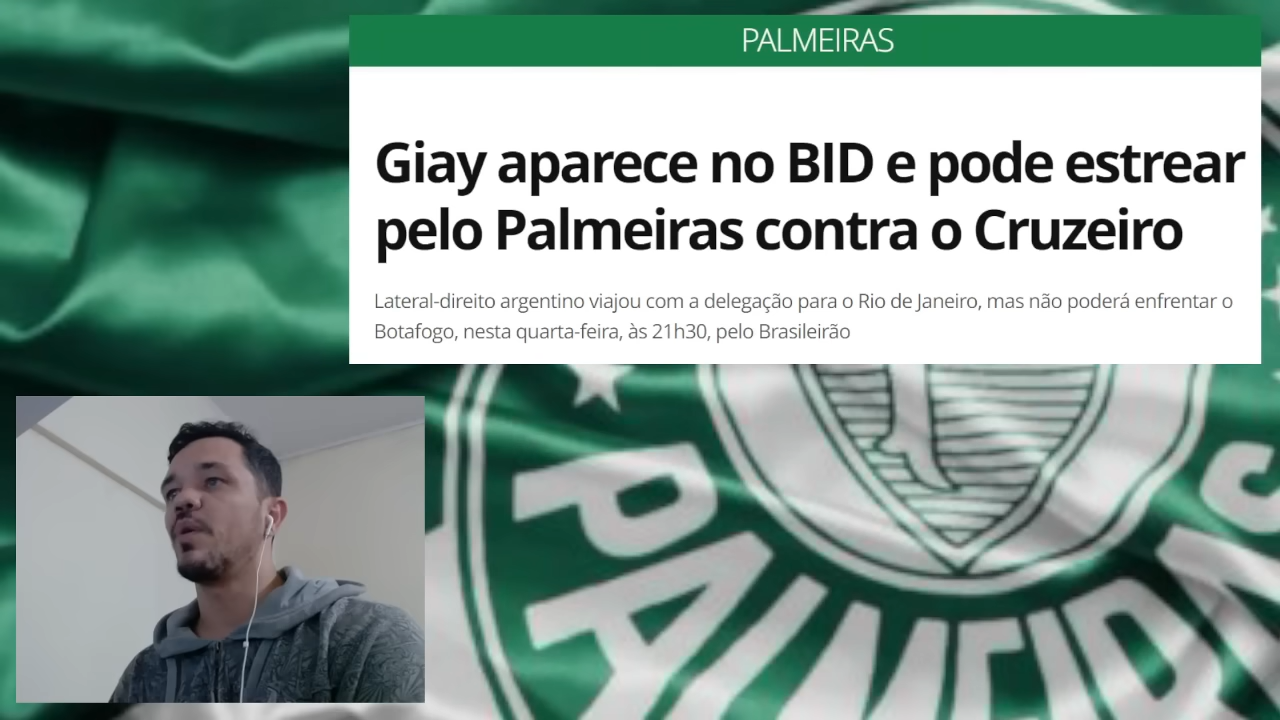 PALMEIRAS
Giay aparece no BID e pode estrear
pelo Palmeiras contra o Cruzeiro
Lateral-direito argentino viajou com a delegação para o Rio de Janeiro, mas não poderá enfrentar o
Botafogo, nesta quarta-feira, às 21h30, pelo Brasileirão
PALMEIRAS